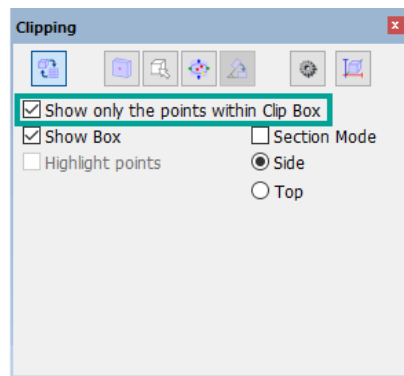 Clipping
Show only the points within Clip Box
Show Box
Section Mode
Highlight points
Side
Top